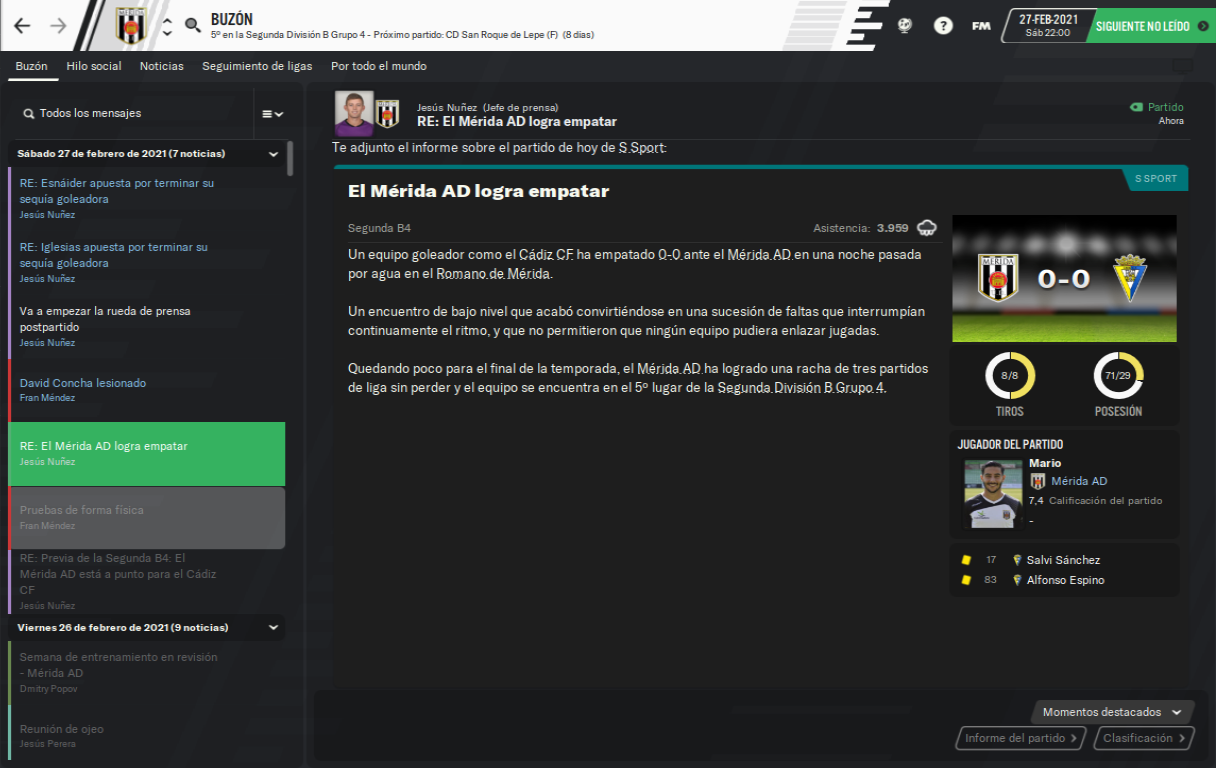 BUZÓN
5º en la Segunda División B Grupo 4 - Próximo partido: CD San Roque de Lepe (F) (8 días)
?
FM
27-FEB-2021
Sáb 22:00
SIGUIENTE NO LEÍDO
Buzón Hilo social Noticias Seguimiento de ligas Por todo el mundo
Todos los mensajes
Sábado 27 de febrero de 2021 (7 noticias)
RE: Esnáider apuesta por terminar su
sequía goleadora
Jesús Nuñez
RE: Iglesias apuesta por terminar su
sequía goleadora
Jesús Nuñez
Va a empezar la rueda de prensa
postpartido
Jesús Nuñez
David Concha lesionado
Fran Méndez
RE: El Mérida AD logra empatar
Jesús Nuñez
Pruebas de forma física
Fran Méndez
RE: Previa de la Segunda B4: El
Mérida AD está a punto para el Cádiz
CF
Jesús Nuñez
Viernes 26 de febrero de 2021 (9 noticias)
Semana de entrenamiento en revisión
- Mérida AD
Dmitry Popov
Reunión de ojeo
Jesús Perera
Jesús Nuñez (Jefe de prensa)
RE: El Mérida AD logra empatar
Partido
Ahora
Te adjunto el informe sobre el partido de hoy de S.Sport:
S SPORT
El Mérida AD logra empatar
Segunda B4
Asistencia: 3.959
Un equipo goleador como el Cádiz CF ha empatado 0-0 ante el Mérida AD en una noche pasada
por agua en el Romano de Mérida.
Un encuentro de bajo nivel que acabó convirtiéndose en una sucesión de faltas que interrumpían
continuamente el ritmo, y que no permitieron que ningún equipo pudiera enlazar jugadas.
Quedando poco para el final de la temporada, el Mérida AD ha logrado una racha de tres partidos
de liga sin perder y el equipo se encuentra en el 5º lugar de la Segunda División B Grupo 4.
MERIDA
0-0
8/8
TIROS
71/29
POSESIÓN
JUGADOR DEL PARTIDO
Mario
Mérida AD
7,4 Calificación del partido
-
17 Salvi Sánchez
83 Alfonso Espino
Momentos destacados
Informe del partido
Clasificación